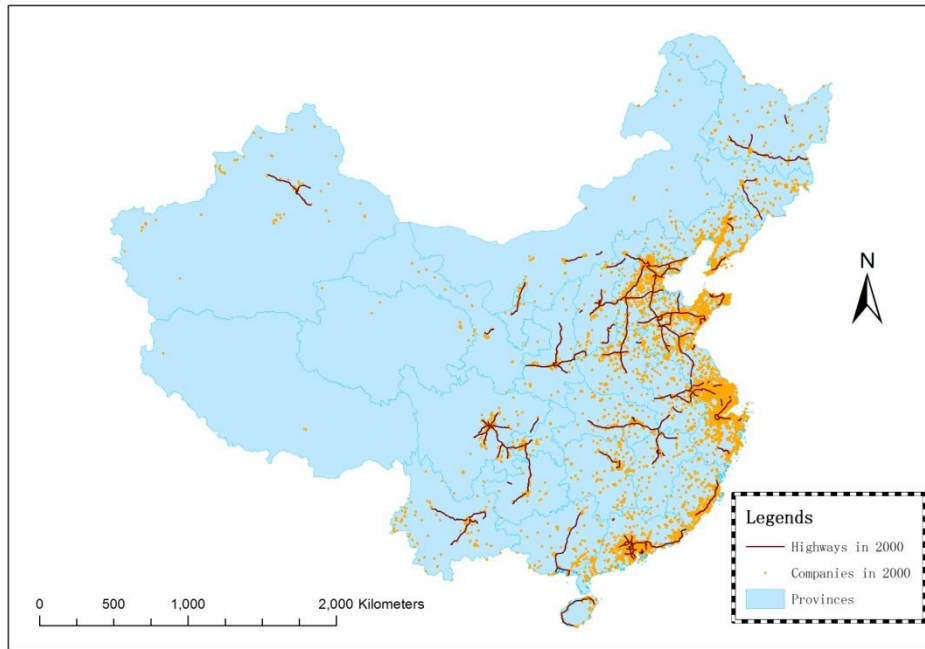 N
Legends
Highways in 2000
Companies in 2000
Provinces
0 500 1,000 2,000 Kilometers